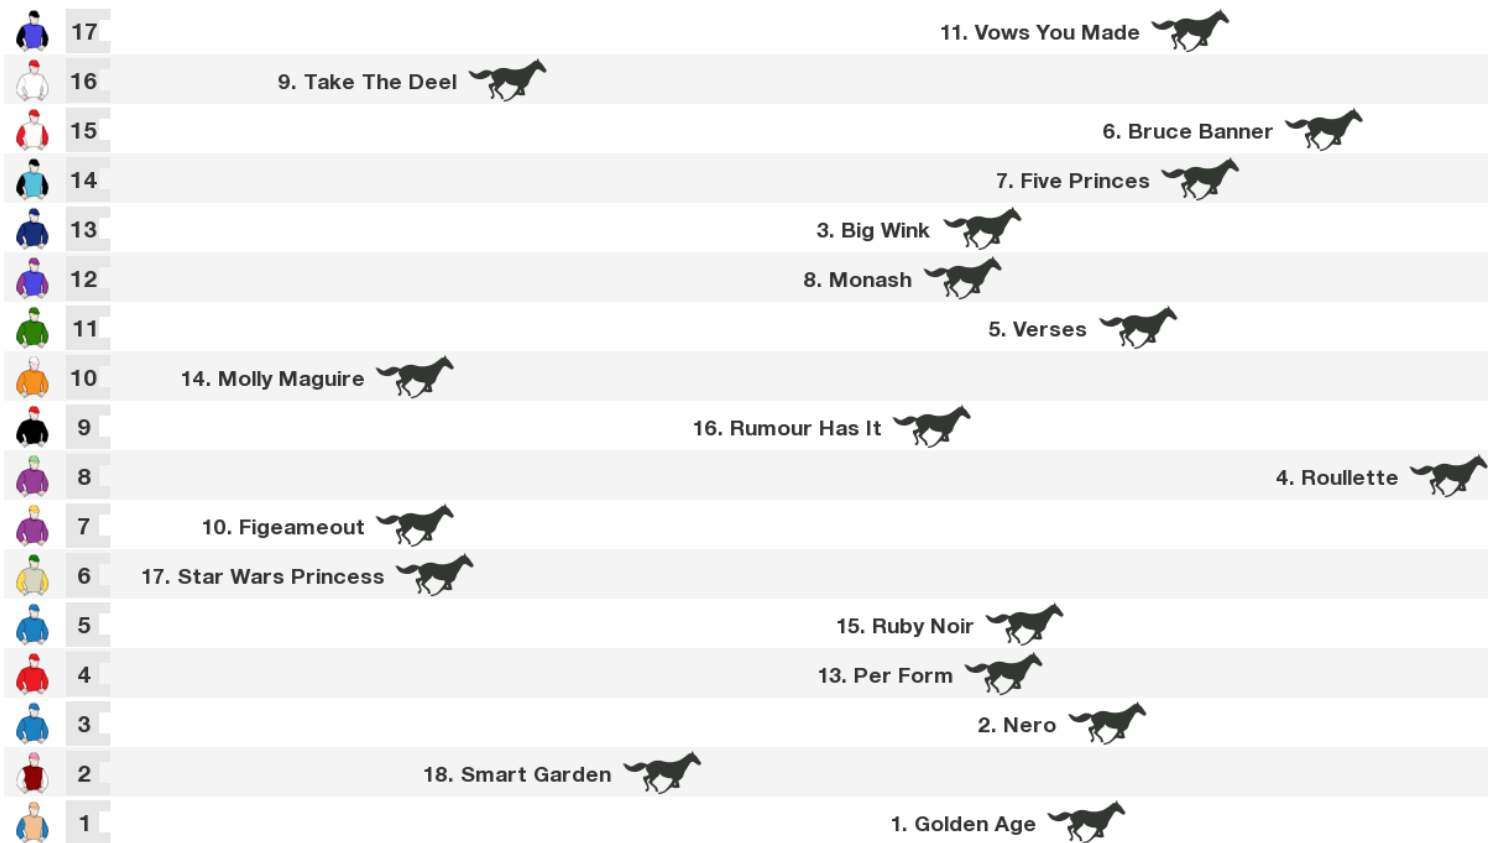 17 11. Vows You Made
16 9. Take The Deel
15 6. Bruce Banner
14 7. Five Princes
13 3. Big Wink
12 8. Monash
11 5. Verses
10 14. Molly Maguire
9 16. Rumour Has It
8 4. Roullette
7 10. Figeameout
6 17. Star Wars Princess
5 15. Ruby Noir
4 13. Per Form
3 2. Nero
2 18. Smart Garden
1 1. Golden Age